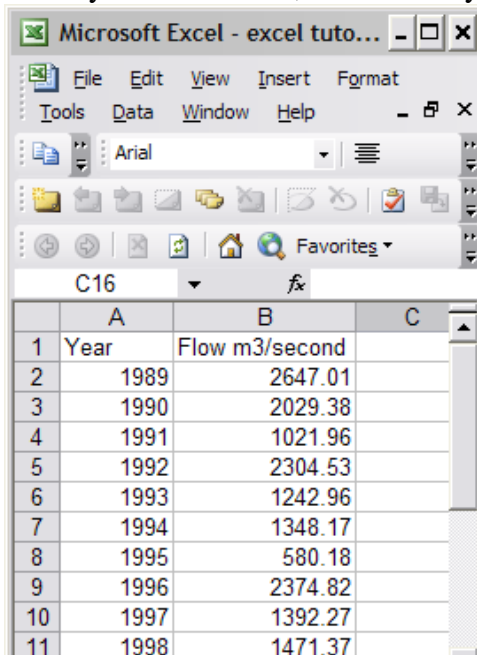 Microsoft Excel - excel tuto...
File Edit View Insert Format
Tools Data Window Help
Arial
Favorites
C16 fx
A B C
1 Year Flow m3/second
2 1989 2647.01
3 1990 2029.38
4 1991 1021.96
5 1992 2304.53
6 1993 1242.96
7 1994 1348.17
8 1995 580.18
9 1996 2374.82
10 1997 1392.27
11 1998 1471.37